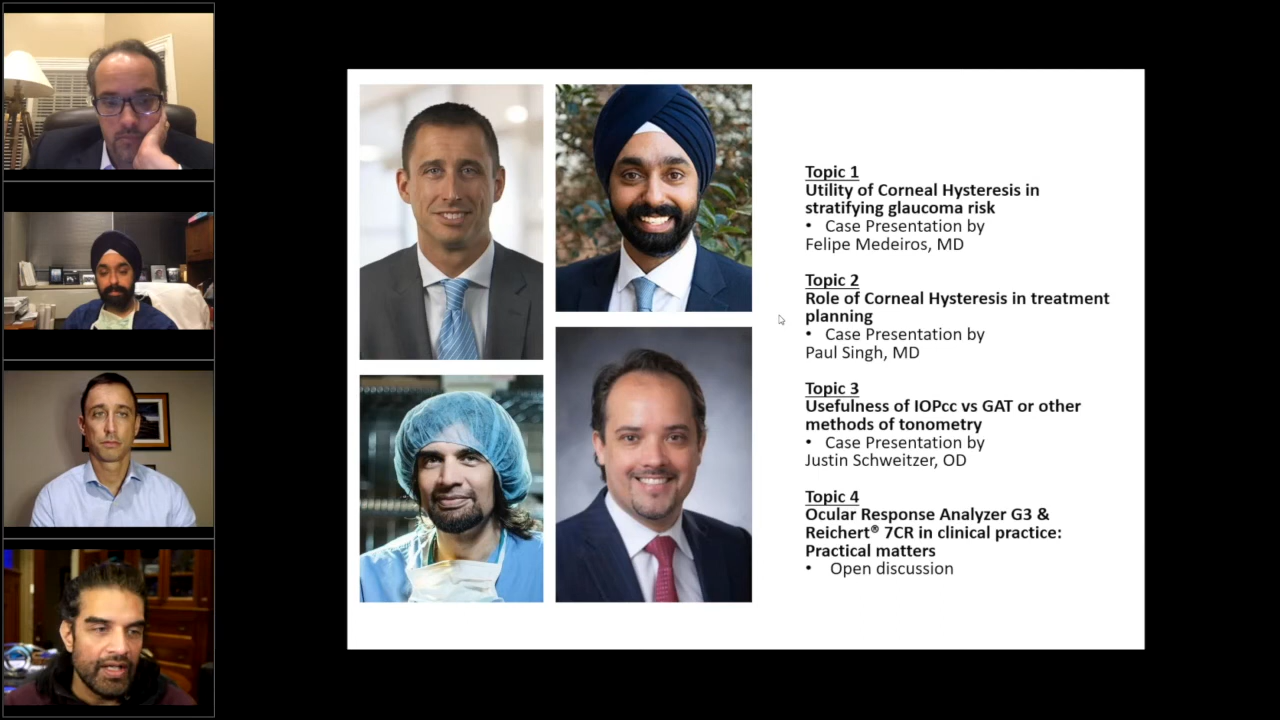 Topic 1
Utility of Corneal Hysteresis in
stratifying glaucoma risk
• Case Presentation by
Felipe Medeiros, MD
Topic 2
Role of Corneal Hysteresis in treatment
planning
• Case Presentation by
Paul Singh, MD
Topic 3
Usefulness of IOPcc vs GAT or other
methods of tonometry
• Case Presentation by
Justin Schweitzer, OD
Topic 4
Ocular Response Analyzer G3 &
Reichert® 7CR in clinical practice:
Practical matters
• Open discussion